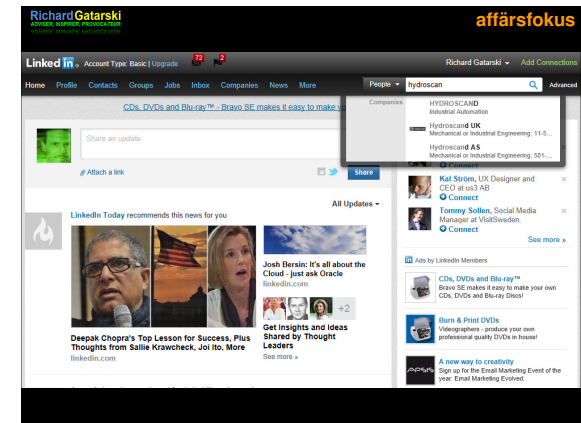 Richard Gatarski
ADVISER, INSPIRER, PROVOCATEUR
affärsfokus
Linked in® Account Type: Basic | Upgrade 72 2 Richard Gatarski Add Connections
Home Profile Contacts Groups Jobs Inbox Companies News More People hydroscan Advanced
CDs, DVDs and Blu-ray™ - Bravo SE makes it easy to make
Companies
HYDROSCAND
Industrial Automation
Hydroscand UK
Mechanical or Industrial Engineering; 11-5...
Hydroscand AS
Mechanical or Industrial Engineering; 501-...
Share an update
Attach a link
Share
All Updates
LinkedIn Today recommends this news for you
Deepak Chopra's Top Lesson for Success, Plus
Thoughts from Sallie Krawcheck, Joi Ito, More
linkedin.com
Josh Bersin: It's all about the
Cloud - just ask Oracle
linkedin.com
+2
Get Insights and Ideas
Shared by Thought
Leaders
See more »
Kal Ström, UX Designer and
CEO at us3 AB
Connect
Tommy Sollen, Social Media
Manager at VisitSweden.
Connect
See more »
Ads by LinkedIn Members
CDs, DVDs and Blu-ray™
Bravo SE makes it easy to make your own
CDs, DVDs and Blu-ray Discs!
Burn & Print DVDs
Videographers - produce your own
professional quality DVDs in house!
APSIS
A new way to creativity
Sign up for the Email Marketing Event of the
year: Email Marketing Evolved.